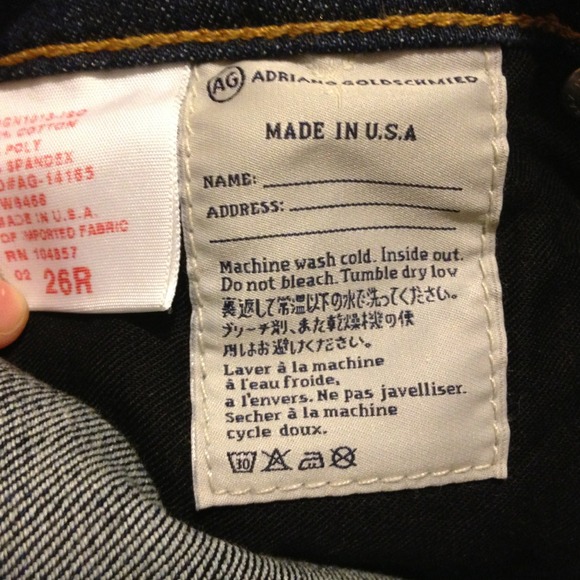 % COTTON
POLY
SPANDEX
MADE IN U.S.A.
OF IMPORTED FABRIC
RN 104857
02 26R
AG ADRIANO GOLDSCHMIED
MADE IN U.S.A
NAME:
ADDRESS:
Machine wash cold. Inside out.
Do not bleach. Tumble dry low
裏返して常温以下の水で洗ってください。
ブリーチ剤、また乾燥機の使
用はお避けください。
Laver à la machine
à l'eau froide,
a l'envers. Ne pas javelliser.
Secher à la machine
cycle doux.
30